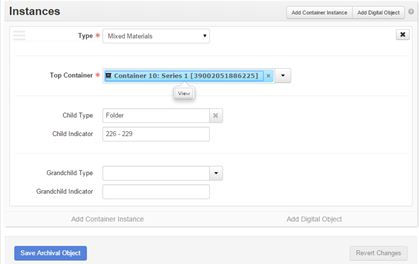 Instances
Add Container Instance Add Digital Object
Type * Mixed Materials
Top Container * Container 10: Series 1 [39002051886225] ×
View
Child Type Folder
Child Indicator 226 - 229
Grandchild Type
Grandchild Indicator
Add Container Instance Add Digital Object
Save Archival Object Revert Changes